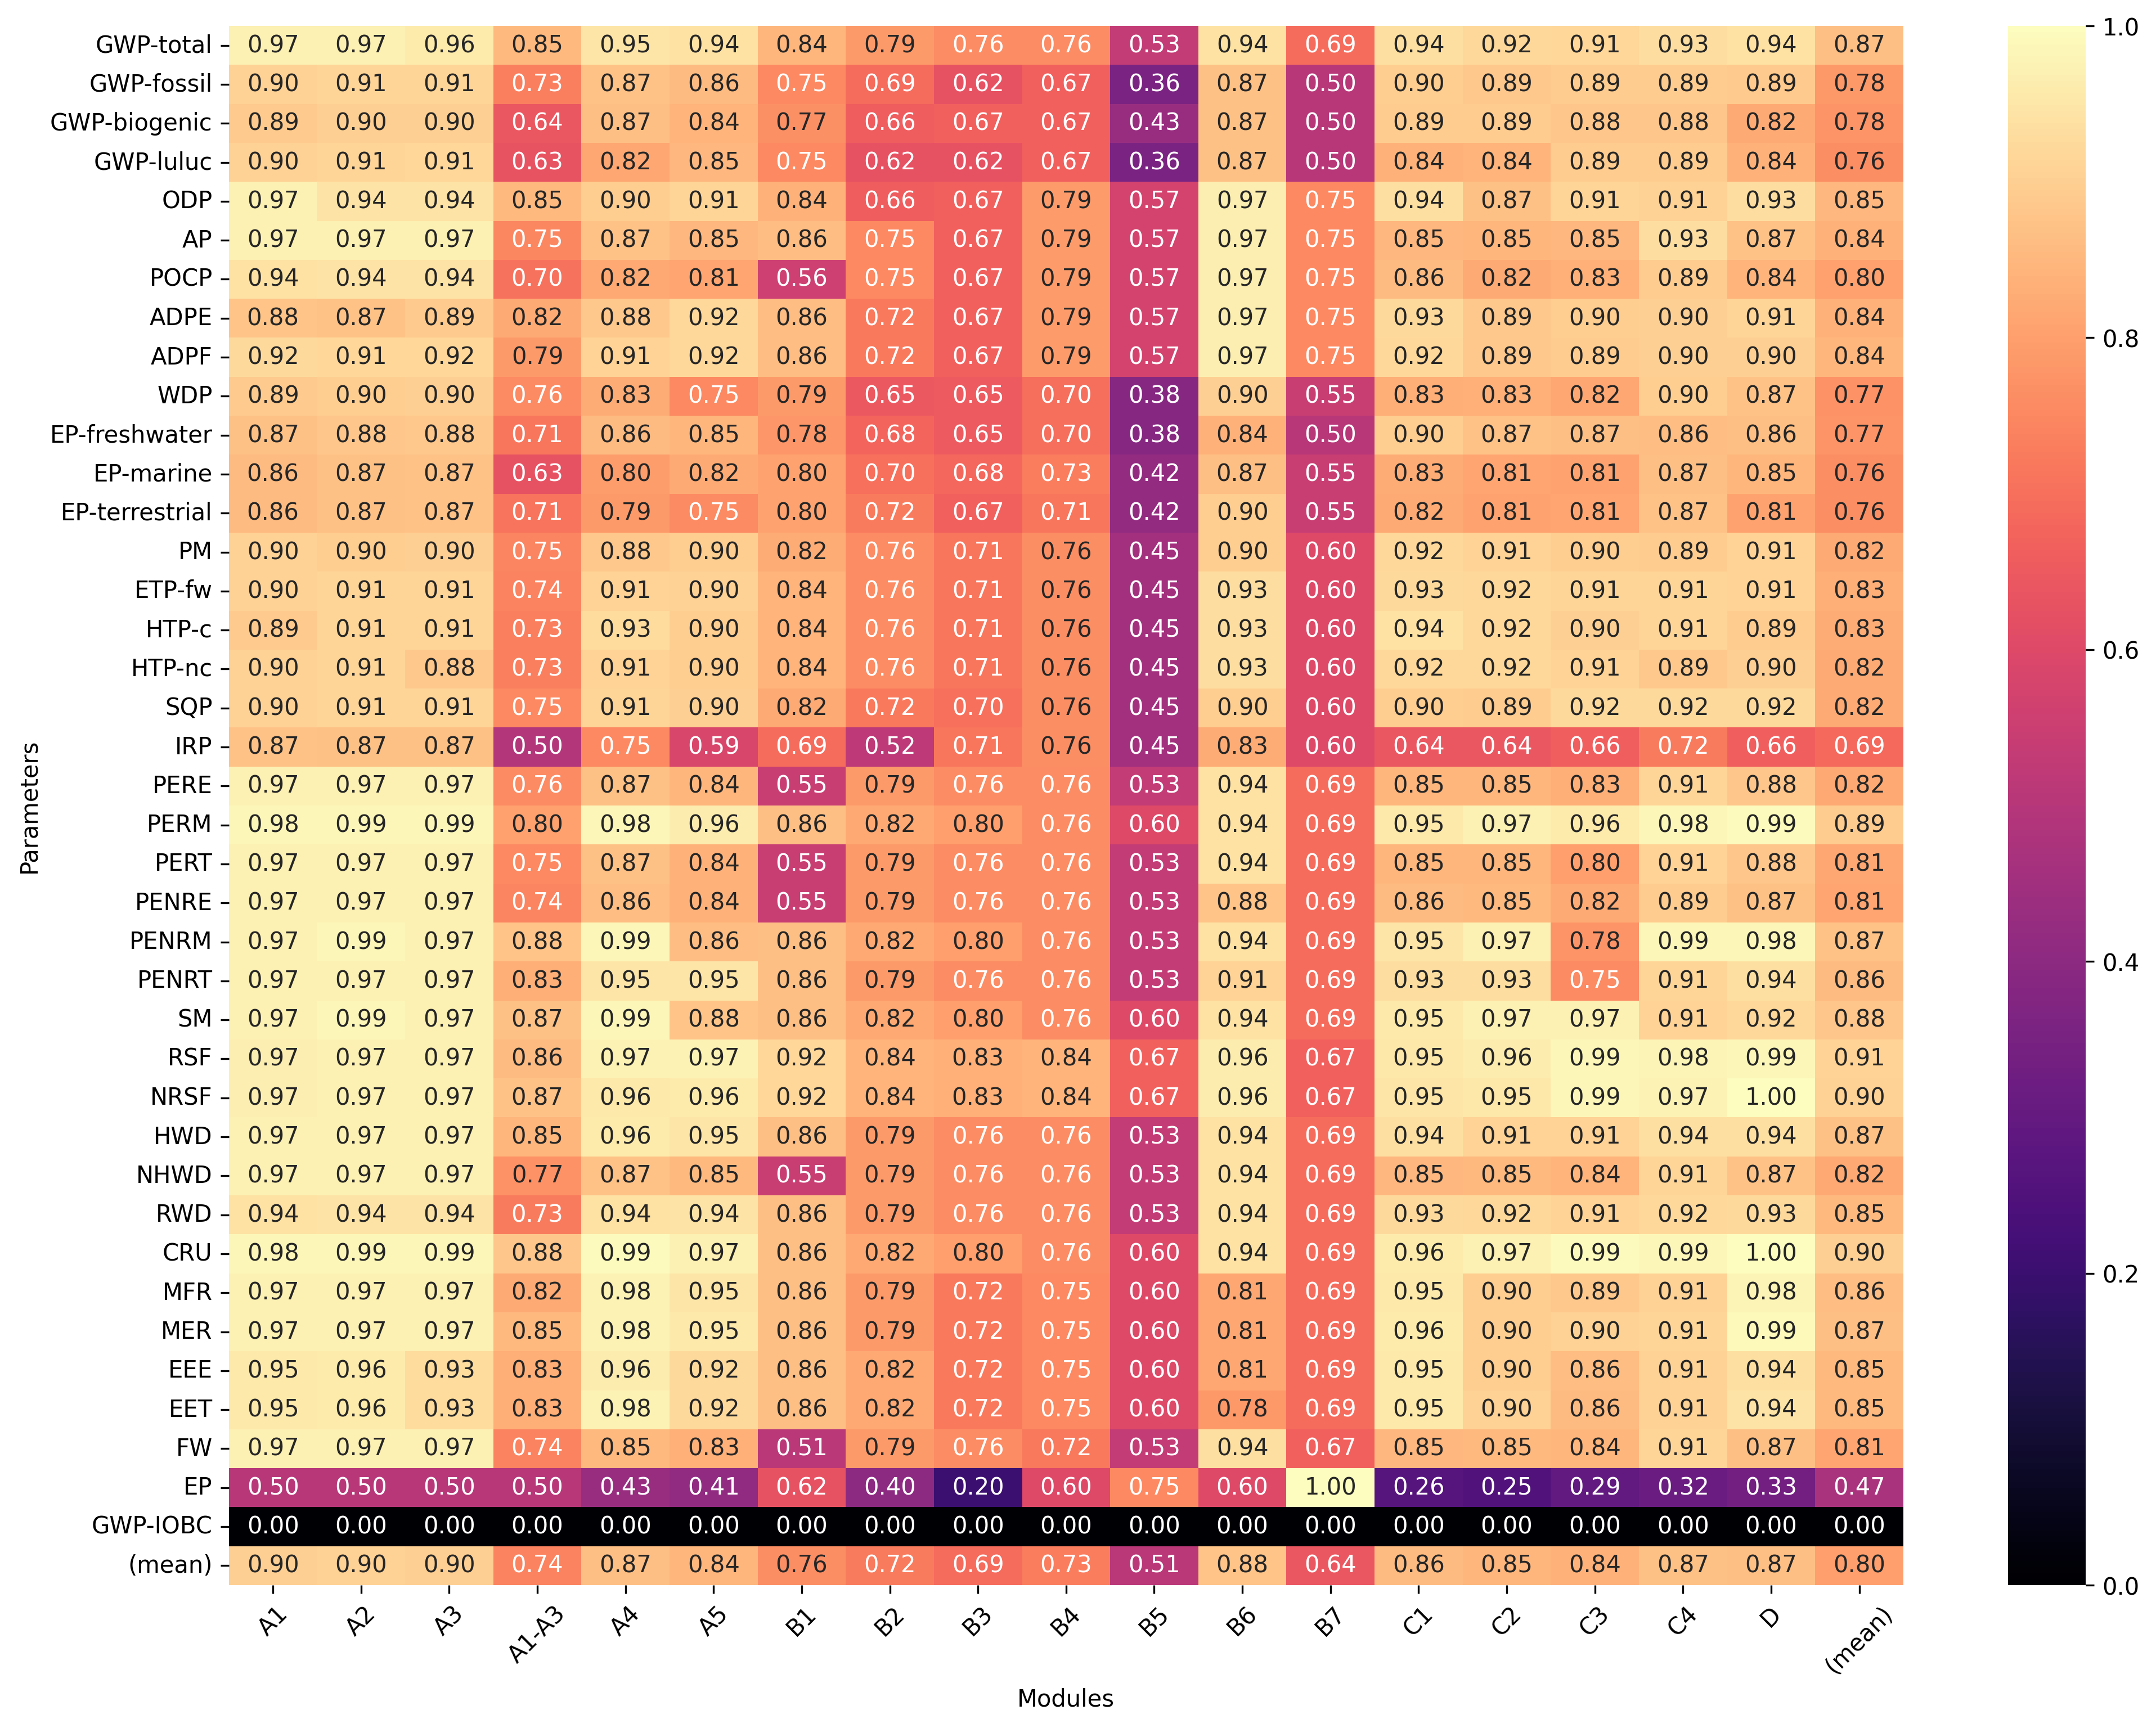 GWP-total 0.97 0.97 0.96 0.85 0.95 0.94 0.84 0.79 0.76 0.76 0.53 0.94 0.69 0.94 0.92 0.91 0.93 0.94 0.87
GWP-fossil 0.90 0.91 0.91 0.73 0.87 0.86 0.75 0.69 0.62 0.67 0.36 0.87 0.50 0.90 0.89 0.89 0.89 0.89 0.78
GWP-biogenic 0.89 0.90 0.90 0.64 0.87 0.84 0.77 0.66 0.67 0.67 0.43 0.87 0.50 0.89 0.89 0.88 0.88 0.82 0.78
GWP-luluc 0.90 0.91 0.91 0.63 0.82 0.85 0.75 0.62 0.62 0.67 0.36 0.87 0.50 0.84 0.84 0.89 0.89 0.84 0.76
ODP 0.97 0.94 0.94 0.85 0.90 0.91 0.84 0.66 0.67 0.79 0.57 0.97 0.75 0.94 0.87 0.91 0.91 0.93 0.85
AP 0.97 0.97 0.97 0.75 0.87 0.85 0.86 0.75 0.67 0.79 0.57 0.97 0.75 0.85 0.85 0.85 0.93 0.87 0.84
POCP 0.94 0.94 0.94 0.70 0.82 0.81 0.56 0.75 0.67 0.79 0.57 0.97 0.75 0.86 0.82 0.83 0.89 0.84 0.80
ADPE 0.88 0.87 0.89 0.82 0.88 0.92 0.86 0.72 0.67 0.79 0.57 0.97 0.75 0.93 0.89 0.90 0.90 0.91 0.84
ADPF 0.92 0.91 0.92 0.79 0.91 0.92 0.86 0.72 0.67 0.79 0.57 0.97 0.75 0.92 0.89 0.89 0.90 0.90 0.84
WDP 0.89 0.90 0.90 0.76 0.83 0.75 0.79 0.65 0.65 0.70 0.38 0.90 0.55 0.83 0.83 0.82 0.90 0.87 0.77
EP-freshwater 0.87 0.88 0.88 0.71 0.86 0.85 0.78 0.68 0.65 0.70 0.38 0.84 0.50 0.90 0.87 0.87 0.86 0.86 0.77
EP-marine 0.86 0.87 0.87 0.63 0.80 0.82 0.80 0.70 0.68 0.73 0.42 0.87 0.55 0.83 0.81 0.81 0.87 0.85 0.76
EP-terrestrial 0.86 0.87 0.87 0.71 0.79 0.75 0.80 0.72 0.67 0.71 0.42 0.90 0.55 0.82 0.81 0.81 0.87 0.81 0.76
PM 0.90 0.90 0.90 0.75 0.88 0.90 0.82 0.76 0.71 0.76 0.45 0.90 0.60 0.92 0.91 0.90 0.89 0.91 0.82
ETP-fw 0.90 0.91 0.91 0.74 0.91 0.90 0.84 0.76 0.71 0.76 0.45 0.93 0.60 0.93 0.92 0.91 0.91 0.91 0.83
HTP-c 0.89 0.91 0.91 0.73 0.93 0.90 0.84 0.76 0.71 0.76 0.45 0.93 0.60 0.94 0.92 0.90 0.91 0.89 0.83
HTP-nc 0.90 0.91 0.88 0.73 0.91 0.90 0.84 0.76 0.71 0.76 0.45 0.93 0.60 0.92 0.92 0.91 0.89 0.90 0.82
SQP 0.90 0.91 0.91 0.75 0.91 0.90 0.82 0.72 0.70 0.76 0.45 0.90 0.60 0.90 0.89 0.92 0.92 0.92 0.82
IRP 0.87 0.87 0.87 0.50 0.75 0.59 0.69 0.52 0.71 0.76 0.45 0.83 0.60 0.64 0.64 0.66 0.72 0.66 0.69
PERE 0.97 0.97 0.97 0.76 0.87 0.84 0.55 0.79 0.76 0.76 0.53 0.94 0.69 0.85 0.85 0.83 0.91 0.88 0.82
PERM 0.98 0.99 0.99 0.80 0.98 0.96 0.86 0.82 0.80 0.76 0.60 0.94 0.69 0.95 0.97 0.96 0.98 0.99 0.89
PERT 0.97 0.97 0.97 0.75 0.87 0.84 0.55 0.79 0.76 0.76 0.53 0.94 0.69 0.85 0.85 0.80 0.91 0.88 0.81
PENRE 0.97 0.97 0.97 0.74 0.86 0.84 0.55 0.79 0.76 0.76 0.53 0.88 0.69 0.86 0.85 0.82 0.89 0.87 0.81
PENRM 0.97 0.99 0.97 0.88 0.99 0.86 0.86 0.82 0.80 0.76 0.53 0.94 0.69 0.95 0.97 0.78 0.99 0.98 0.87
PENRT 0.97 0.97 0.97 0.83 0.95 0.95 0.86 0.79 0.76 0.76 0.53 0.91 0.69 0.93 0.93 0.75 0.91 0.94 0.86
SM 0.97 0.99 0.97 0.87 0.99 0.88 0.86 0.82 0.80 0.76 0.60 0.94 0.69 0.95 0.97 0.97 0.91 0.92 0.88
RSF 0.97 0.97 0.97 0.86 0.97 0.97 0.92 0.84 0.83 0.84 0.67 0.96 0.67 0.95 0.96 0.99 0.98 0.99 0.91
NRSF 0.97 0.97 0.97 0.87 0.96 0.96 0.92 0.84 0.83 0.84 0.67 0.96 0.67 0.95 0.95 0.99 0.97 1.00 0.90
HWD 0.97 0.97 0.97 0.85 0.96 0.95 0.86 0.79 0.76 0.76 0.53 0.94 0.69 0.94 0.91 0.91 0.94 0.94 0.87
NHWD 0.97 0.97 0.97 0.77 0.87 0.85 0.55 0.79 0.76 0.76 0.53 0.94 0.69 0.85 0.85 0.84 0.91 0.87 0.82
RWD 0.94 0.94 0.94 0.73 0.94 0.94 0.86 0.79 0.76 0.76 0.53 0.94 0.69 0.93 0.92 0.91 0.92 0.93 0.85
CRU 0.98 0.99 0.99 0.88 0.99 0.97 0.86 0.82 0.80 0.76 0.60 0.94 0.69 0.96 0.97 0.99 0.99 1.00 0.90
MFR 0.97 0.97 0.97 0.82 0.98 0.95 0.86 0.79 0.72 0.75 0.60 0.81 0.69 0.95 0.90 0.89 0.91 0.98 0.86
MER 0.97 0.97 0.97 0.85 0.98 0.95 0.86 0.79 0.72 0.75 0.60 0.81 0.69 0.96 0.90 0.90 0.91 0.99 0.87
EEE 0.95 0.96 0.93 0.83 0.96 0.92 0.86 0.82 0.72 0.75 0.60 0.81 0.69 0.95 0.90 0.86 0.91 0.94 0.85
EET 0.95 0.96 0.93 0.83 0.98 0.92 0.86 0.82 0.72 0.75 0.60 0.78 0.69 0.95 0.90 0.86 0.91 0.94 0.85
FW 0.97 0.97 0.97 0.74 0.85 0.83 0.51 0.79 0.76 0.72 0.53 0.94 0.67 0.85 0.85 0.84 0.91 0.87 0.81
EP 0.50 0.50 0.50 0.50 0.43 0.41 0.62 0.40 0.20 0.60 0.75 0.60 1.00 0.26 0.25 0.29 0.32 0.33 0.47
GWP-IOBC 0.00 0.00 0.00 0.00 0.00 0.00 0.00 0.00 0.00 0.00 0.00 0.00 0.00 0.00 0.00 0.00 0.00 0.00 0.00
(mean) 0.90 0.90 0.90 0.74 0.87 0.84 0.76 0.72 0.69 0.73 0.51 0.88 0.64 0.86 0.85 0.84 0.87 0.87 0.80
A1 A2 A3 A1-A3 A4 A5 B1 B2 B3 B4 B5 B6 B7 C1 C2 C3 C4 D (mean)
Modules
Parameters
1.0
0.8
0.6
0.4
0.2
0.0